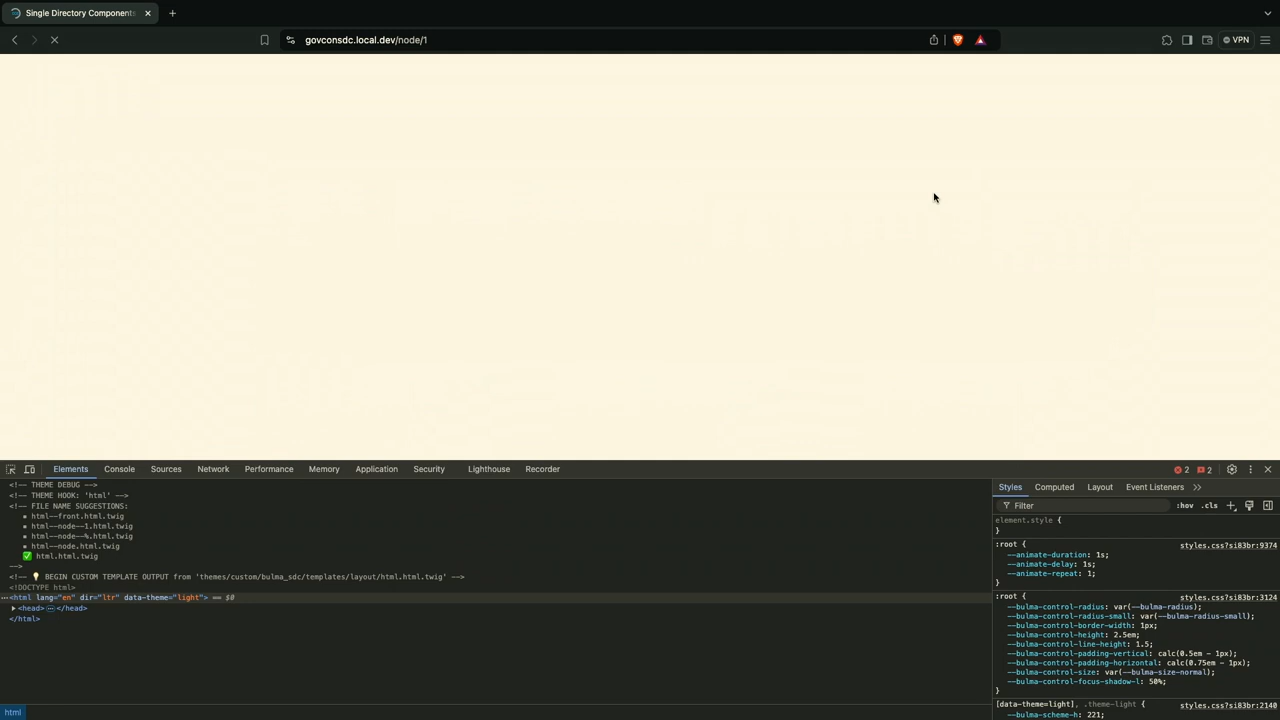 Single Directory Components
govconsdc.local.dev/node/1
VPN
Elements
Console
Sources
Network
Performance
Memory
Application
Security
Lighthouse
Recorder
2
2
<!-- THEME DEBUG -->
<!-- THEME HOOK: 'html' -->
<!-- FILE NAME SUGGESTIONS:
▪ html--front.html.twig
▪ html--node--1.html.twig
▪ html--node--%.html.twig
▪ html--node.html.twig
✅ html.html.twig
-->
<!-- 💡 BEGIN CUSTOM TEMPLATE OUTPUT from 'themes/custom/bulma_sdc/templates/layout/html.html.twig' -->
<!DOCTYPE html>
<html lang="en" dir="ltr" data-theme="light"> == $0
<head> … </head>
</html>
html
Styles
Computed
Layout
Event Listeners
Filter
:hov
.cls
element.style {
}
:root {
styles.css?si83br:9374
--animate-duration: 1s;
--animate-delay: 1s;
--animate-repeat: 1;
}
:root {
styles.css?si83br:3124
--bulma-control-radius: var(--bulma-radius);
--bulma-control-radius-small: var(--bulma-radius-small);
--bulma-control-border-width: 1px;
--bulma-control-height: 2.5em;
--bulma-control-line-height: 1.5;
--bulma-control-padding-vertical: calc(0.5em - 1px);
--bulma-control-padding-horizontal: calc(0.75em - 1px);
--bulma-control-size: var(--bulma-size-normal);
--bulma-control-focus-shadow-l: 50%;
}
[data-theme=light], .theme-light {
styles.css?si83br:2140
--bulma-scheme-h: 221;